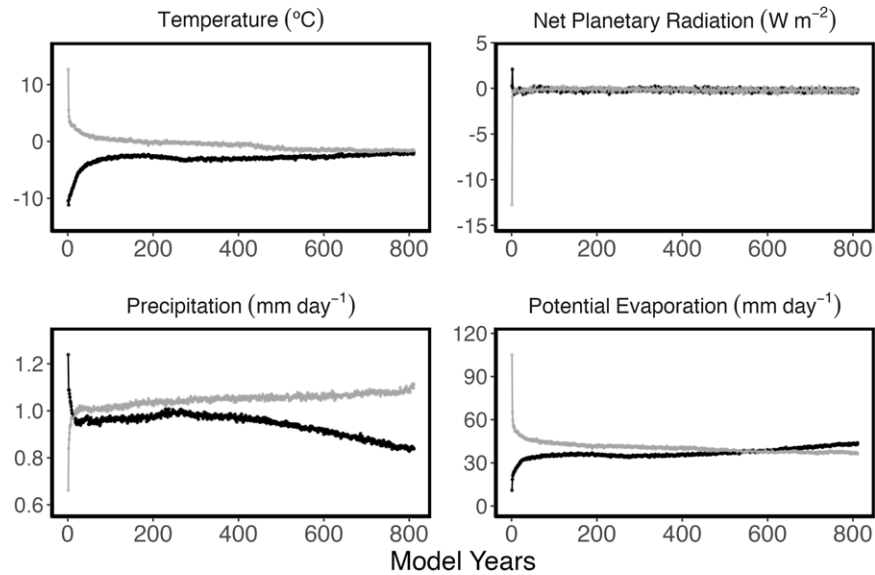 Temperature (ºC)
10
0
-10
0 200 400 600 800
Net Planetary Radiation (W m⁻²)
5
0
-5
-10
-15
0 200 400 600 800
Precipitation (mm day⁻¹)
1.2
1.0
0.8
0.6
0 200 400 600 800
Potential Evaporation (mm day⁻¹)
120
90
60
30
0
0 200 400 600 800
Model Years